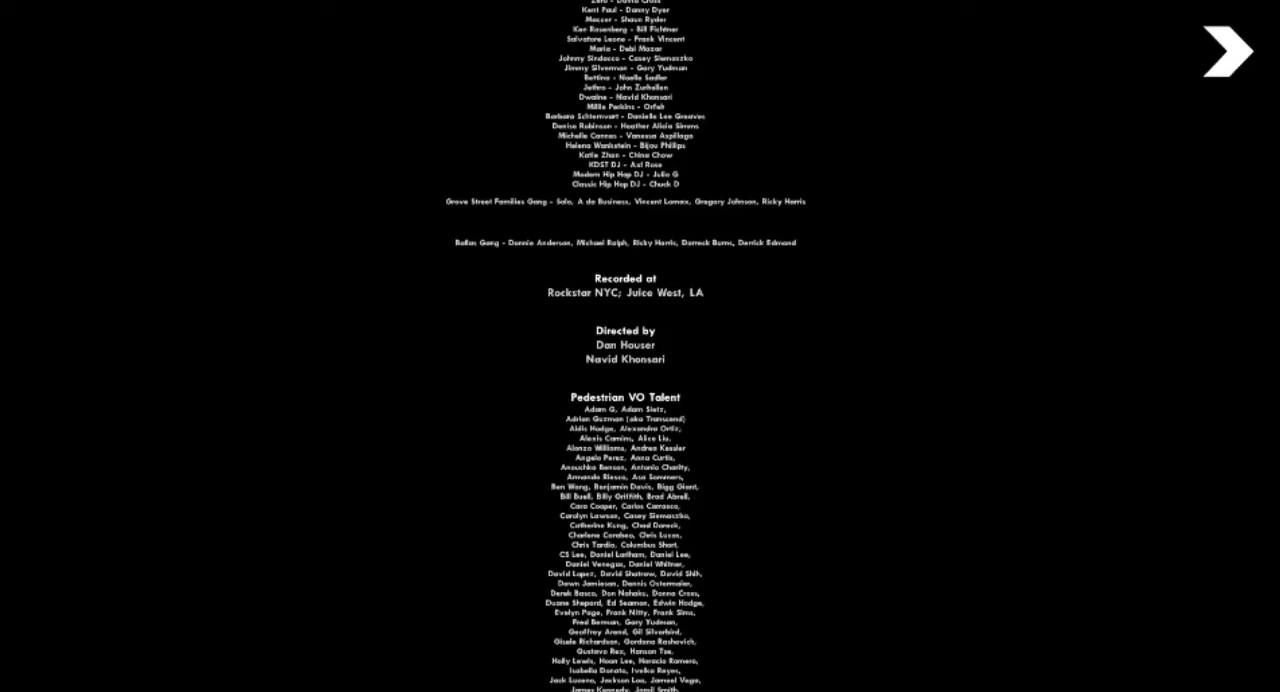 Zero - David Cross
Kent Paul - Danny Dyer
Maccer - Shaun Ryder
Ken Rosenberg - Bill Fichtner
Salvatore Leone - Frank Vincent
Maria - Debi Mazar
Johnny Sindacco - Casey Siemaszko
Jimmy Silverman - Gary Yudman
Bettina - Noelle Sadler
Jethro - John Zurhellen
Dwaine - Navid Khonsari
Millie Perkins - Orfeh
Barbara Schternvart - Danielle Lee Greaves
Denise Robinson - Heather Alicia Simms
Michelle Cannes - Vanessa Aspillaga
Helena Wankstein - Bijou Phillips
Katie Zhan - China Chow
KDST DJ - Axl Rose
Modern Hip Hop DJ - Julio G
Classic Hip Hop DJ - Chuck D
Grove Street Families Gang - Solo, A da Business, Vincent Lamax, Gregory Johnson, Ricky Harris
Ballas Gang - Donnie Anderson, Michael Ralph, Ricky Harris, Darreck Burns, Derrick Edmond
Recorded at
Rockstar NYC; Juice West, LA
Directed by
Dan Houser
Navid Khonsari
Pedestrian VO Talent
Adam G, Adam Sietz,
Adrian Guzman (aka Transcend)
Aldis Hodge, Alexandra Ortiz,
Alexis Camins, Alice Liu,
Alonzo Williams, Andrea Kessler
Angelo Perez, Anna Curtis,
Anouchka Benson, Antonio Charity,
Armando Riesco, Asa Sommers,
Ben Wang, Benjamin Davis, Bigg Giant,
Bill Buell, Billy Griffith, Brad Abrell,
Cara Cooper, Carlos Carrasco,
Carolyn Lawson, Casey Siemaszko,
Catherine Kung, Chad Doreck,
Charlene Corabeo, Chris Lucas,
Chris Tardio, Columbus Short,
CS Lee, Daniel Larlham, Daniel Lee,
Daniel Venegas, Daniel Whitner,
David Lopez, David Shatraw, David Shih,
Dawn Jamieson, Dennis Ostermaier,
Derek Basco, Don Nahaku, Donna Cross,
Duane Shepard, Ed Seaman, Edwin Hodge,
Evelyn Page, Frank Nitty, Frank Sims,
Fred Berman, Gary Yudman,
Geoffrey Arend, Gil Silverbird,
Gisele Richardson, Gordana Rashovich,
Gustavo Rex, Hanson Tse,
Holly Lewis, Hoon Lee, Horacio Romero,
Isabella Donato, Ivelka Reyes,
Jack Lucena, Jackson Loo, Jameel Vega,
James Kennedy, Jamil Smith,